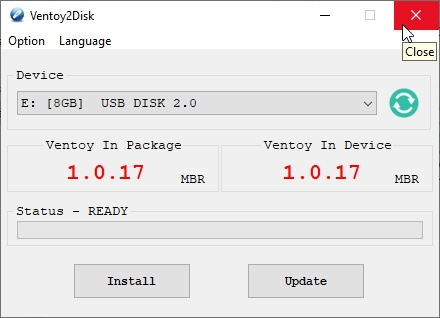 Ventoy2Disk
Close
Option Language
Device
E: [8GB] USB DISK 2.0
Ventoy In Package Ventoy In Device
1.0.17 MBR 1.0.17 MBR
Status - READY
Install Update